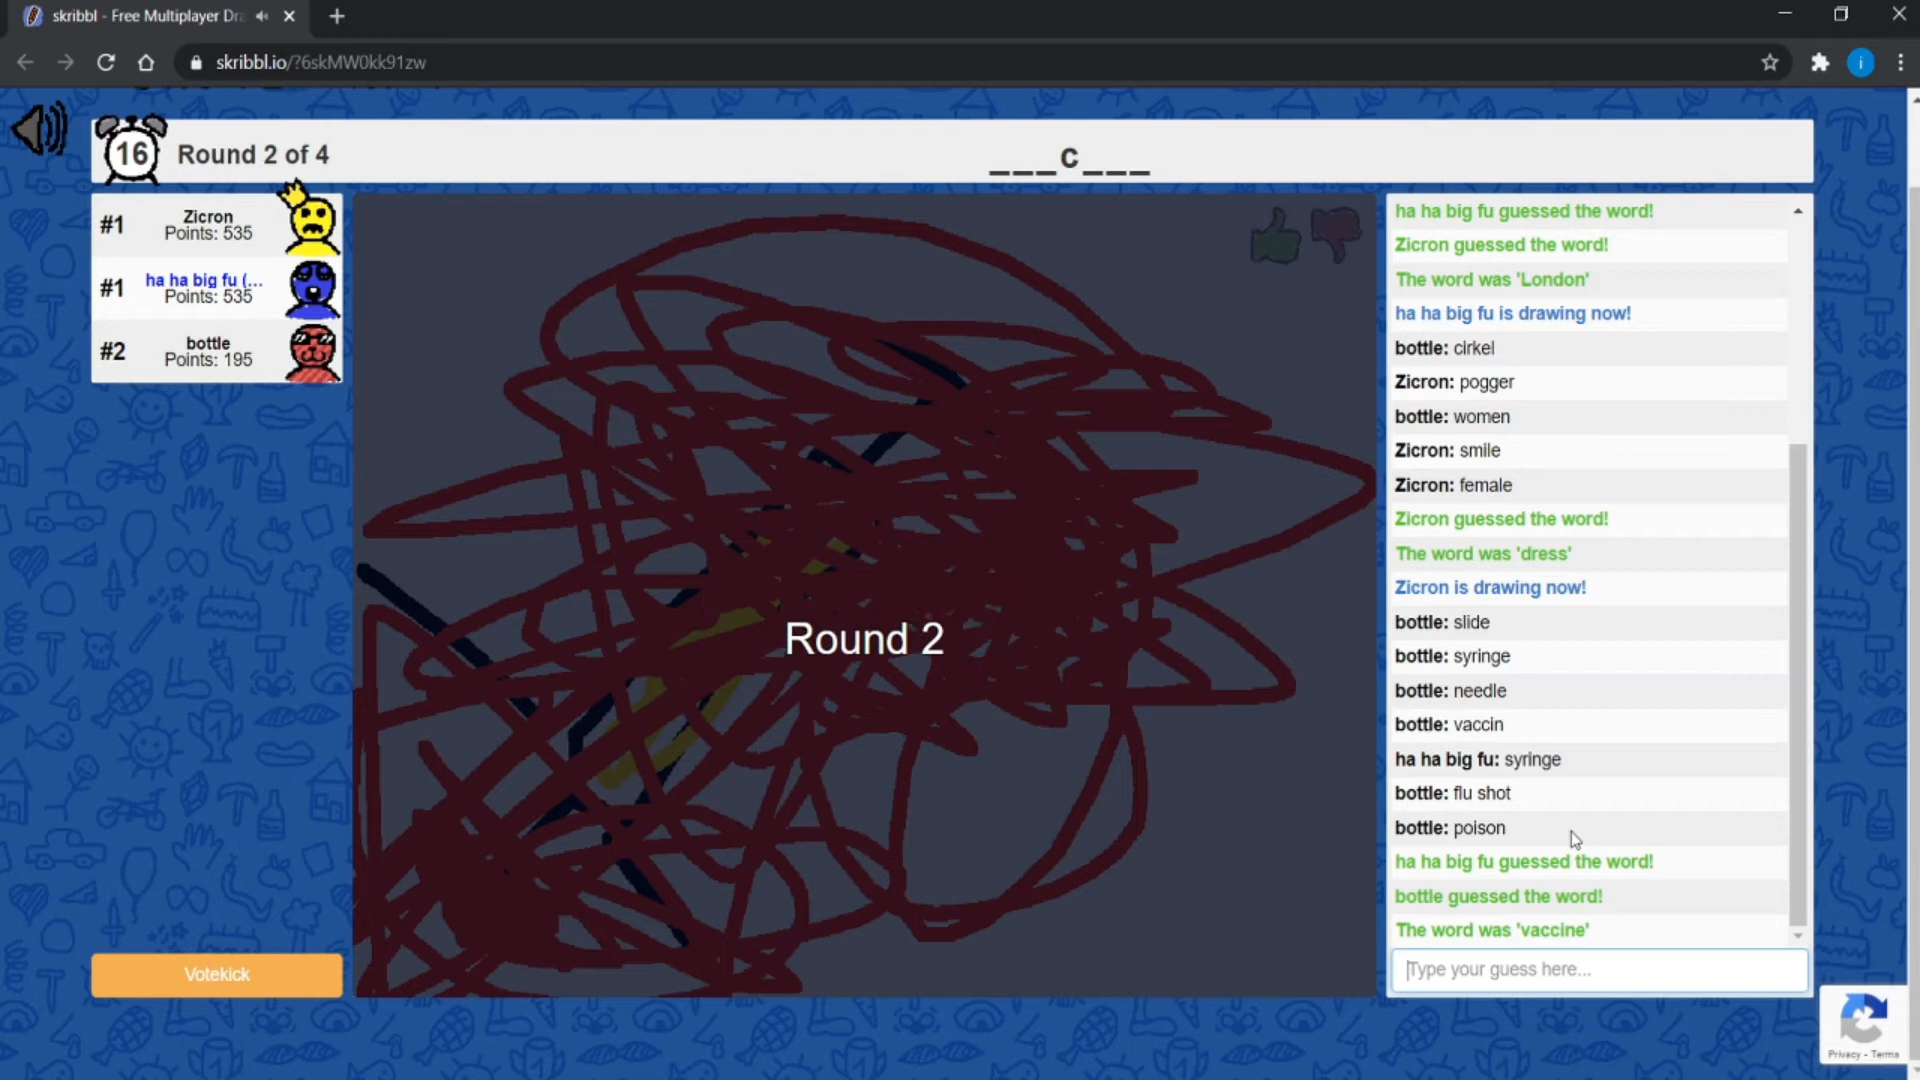 skribbl - Free Multiplayer Dr
skribbl.io/?6skMW0kk91zw
i
16
Round 2 of 4
___c___
#1
Zicron
Points: 535
#1
ha ha big fu (...
Points: 535
#2
bottle
Points: 195
Votekick
Round 2
ha ha big fu guessed the word!
Zicron guessed the word!
The word was 'London'
ha ha big fu is drawing now!
bottle: cirkel
Zicron: pogger
bottle: women
Zicron: smile
Zicron: female
Zicron guessed the word!
The word was 'dress'
Zicron is drawing now!
bottle: slide
bottle: syringe
bottle: needle
bottle: vaccin
ha ha big fu: syringe
bottle: flu shot
bottle: poison
ha ha big fu guessed the word!
bottle guessed the word!
The word was 'vaccine'
Type your guess here...
Privacy - Terms